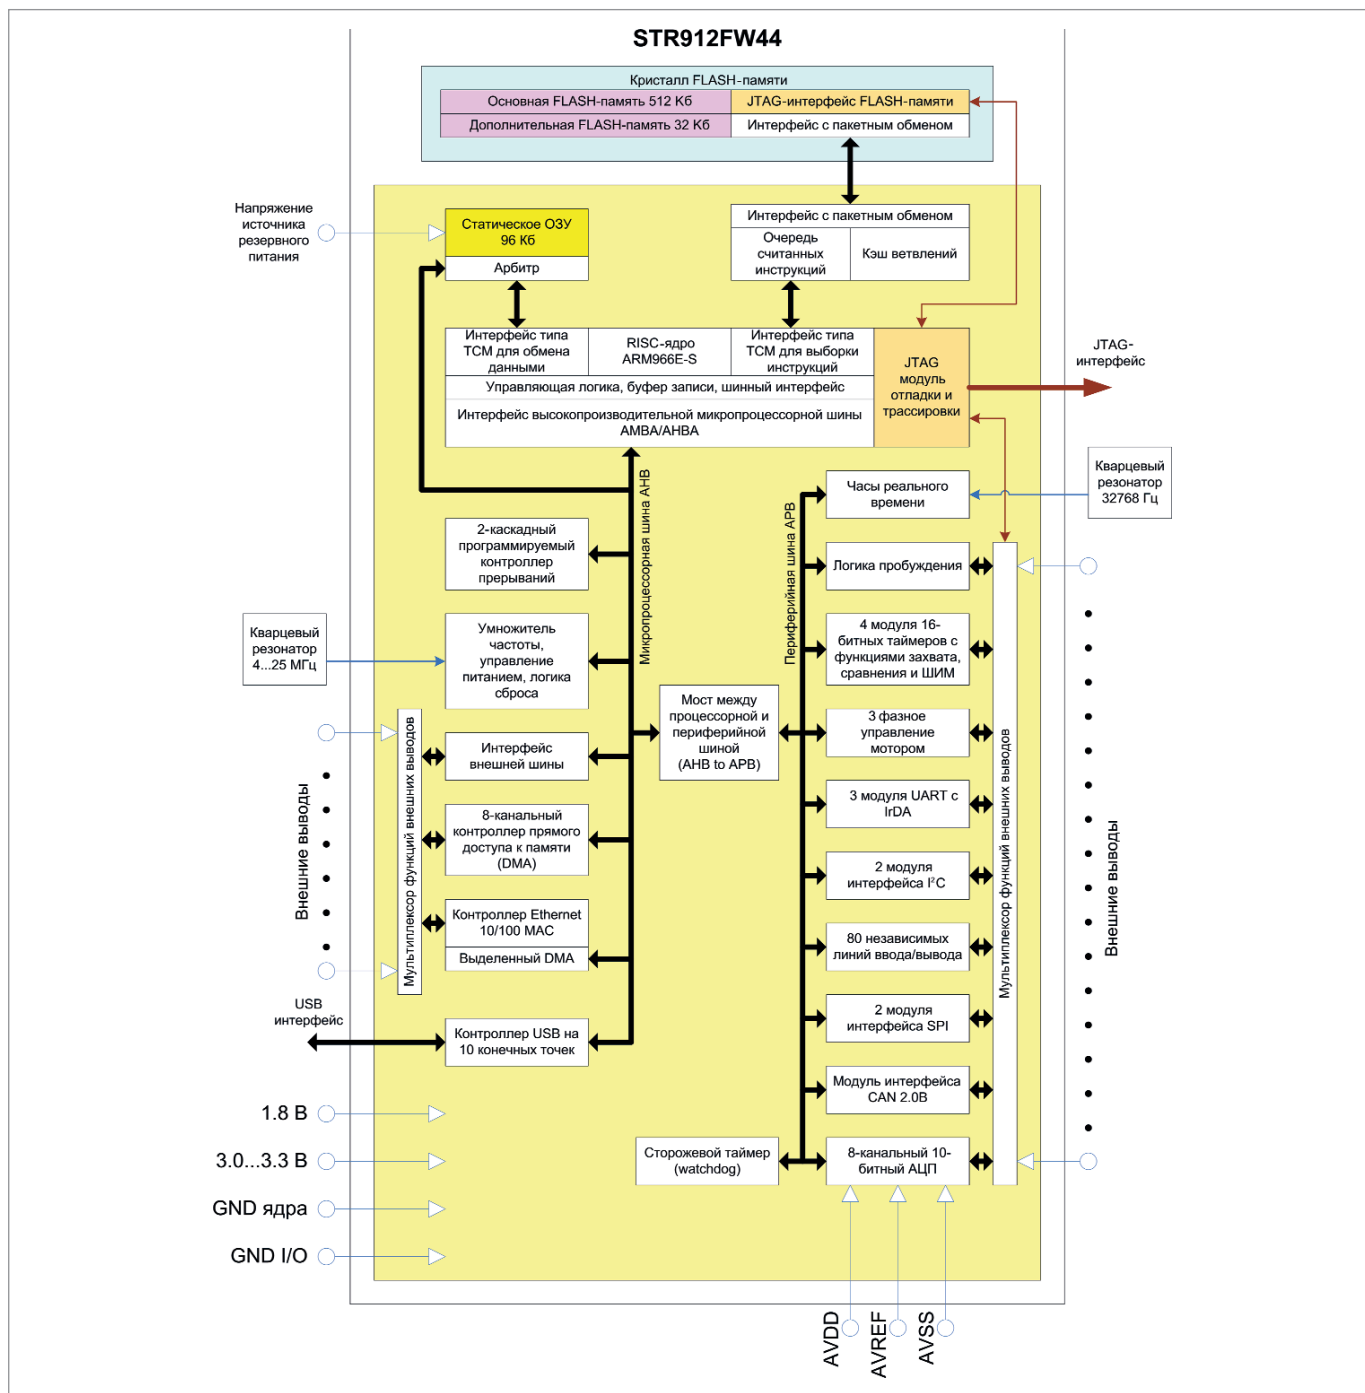 STR912FW44
Кристалл FLASH-памяти
Основная FLASH-память 512 Кб
JTAG-интерфейс FLASH-памяти
Дополнительная FLASH-память 32 Кб
Интерфейс с пакетным обменом
Напряжение
источника
резервного
питания
Статическое ОЗУ
96 Кб
Арбитр
Интерфейс с пакетным обменом
Очередь
считанных
инструкций
Кэш ветвлений
Интерфейс типа
TCM для обмена
данными
RISC-ядро
ARM966E-S
Интерфейс типа
TCM для выборки
инструкций
JTAG
модуль
отладки и
трассировки
JTAG-
интерфейс
Управляющая логика, буфер записи, шинный интерфейс
Интерфейс высокопроизводительной микропроцессорной шины
AMBA/AHBA
Микропроцессорная шина AHB
Периферийная шина APB
Часы реального
времени
Кварцевый
резонатор
32768 Гц
2-каскадный
программируемый
контроллер
прерываний
Логика пробуждения
Кварцевый
резонатор
4...25 МГц
Умножитель
частоты,
управление
питанием, логика
сброса
4 модуля 16-
битных таймеров с
функциями захвата,
сравнения и ШИМ
Мост между
процессорной и
периферийной
шиной
(AHB to APB)
3 фазное
управление
мотором
Интерфейс
внешней шины
3 модуля UART с
IrDA
8-канальный
контроллер прямого
доступа к памяти
(DMA)
2 модуля
интерфейса I²C
Внешние выводы
Мультиплексор функций внешних выводов
Мультиплексор функций внешних выводов
Внешние выводы
Контроллер Ethernet
10/100 MAC
Выделенный DMA
80 независимых
линий ввода/вывода
USB
интерфейс
Контроллер USB на
10 конечных точек
2 модуля
интерфейса SPI
Модуль интерфейса
CAN 2.0B
1.8 В
3.0...3.3 В
GND ядра
GND I/O
Сторожевой таймер
(watchdog)
8-канальный 10-
битный АЦП
AVDD
AVREF
AVSS